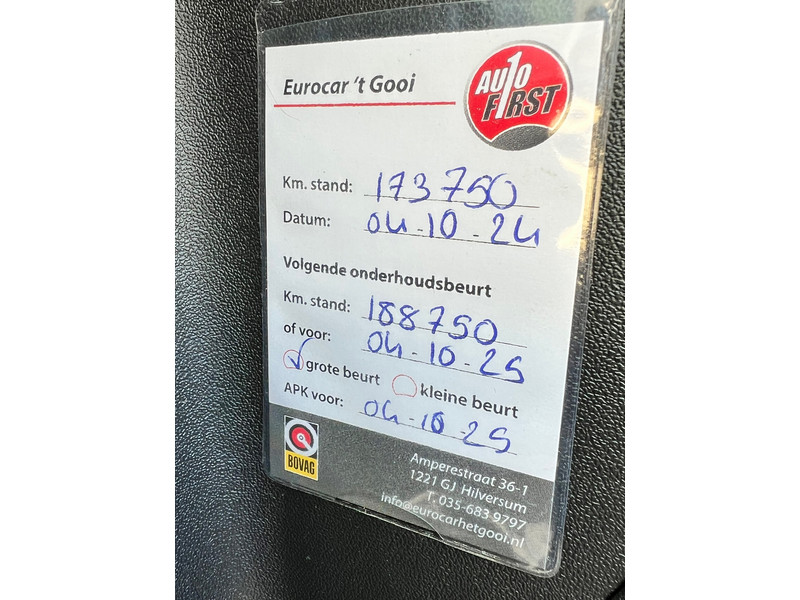 Eurocar 't Gooi
AUTO
FIRST
Km. stand: 173750
Datum: 04-10-24
Volgende onderhoudsbeurt
Km. stand: 188750
of voor: 04-10-25
grote beurt kleine beurt
APK voor: 04-10-25
BOVAG
Amperestraat 36-1
1221 GJ Hilversum
T. 035-683 9797
info@eurocarhetgooi.nl